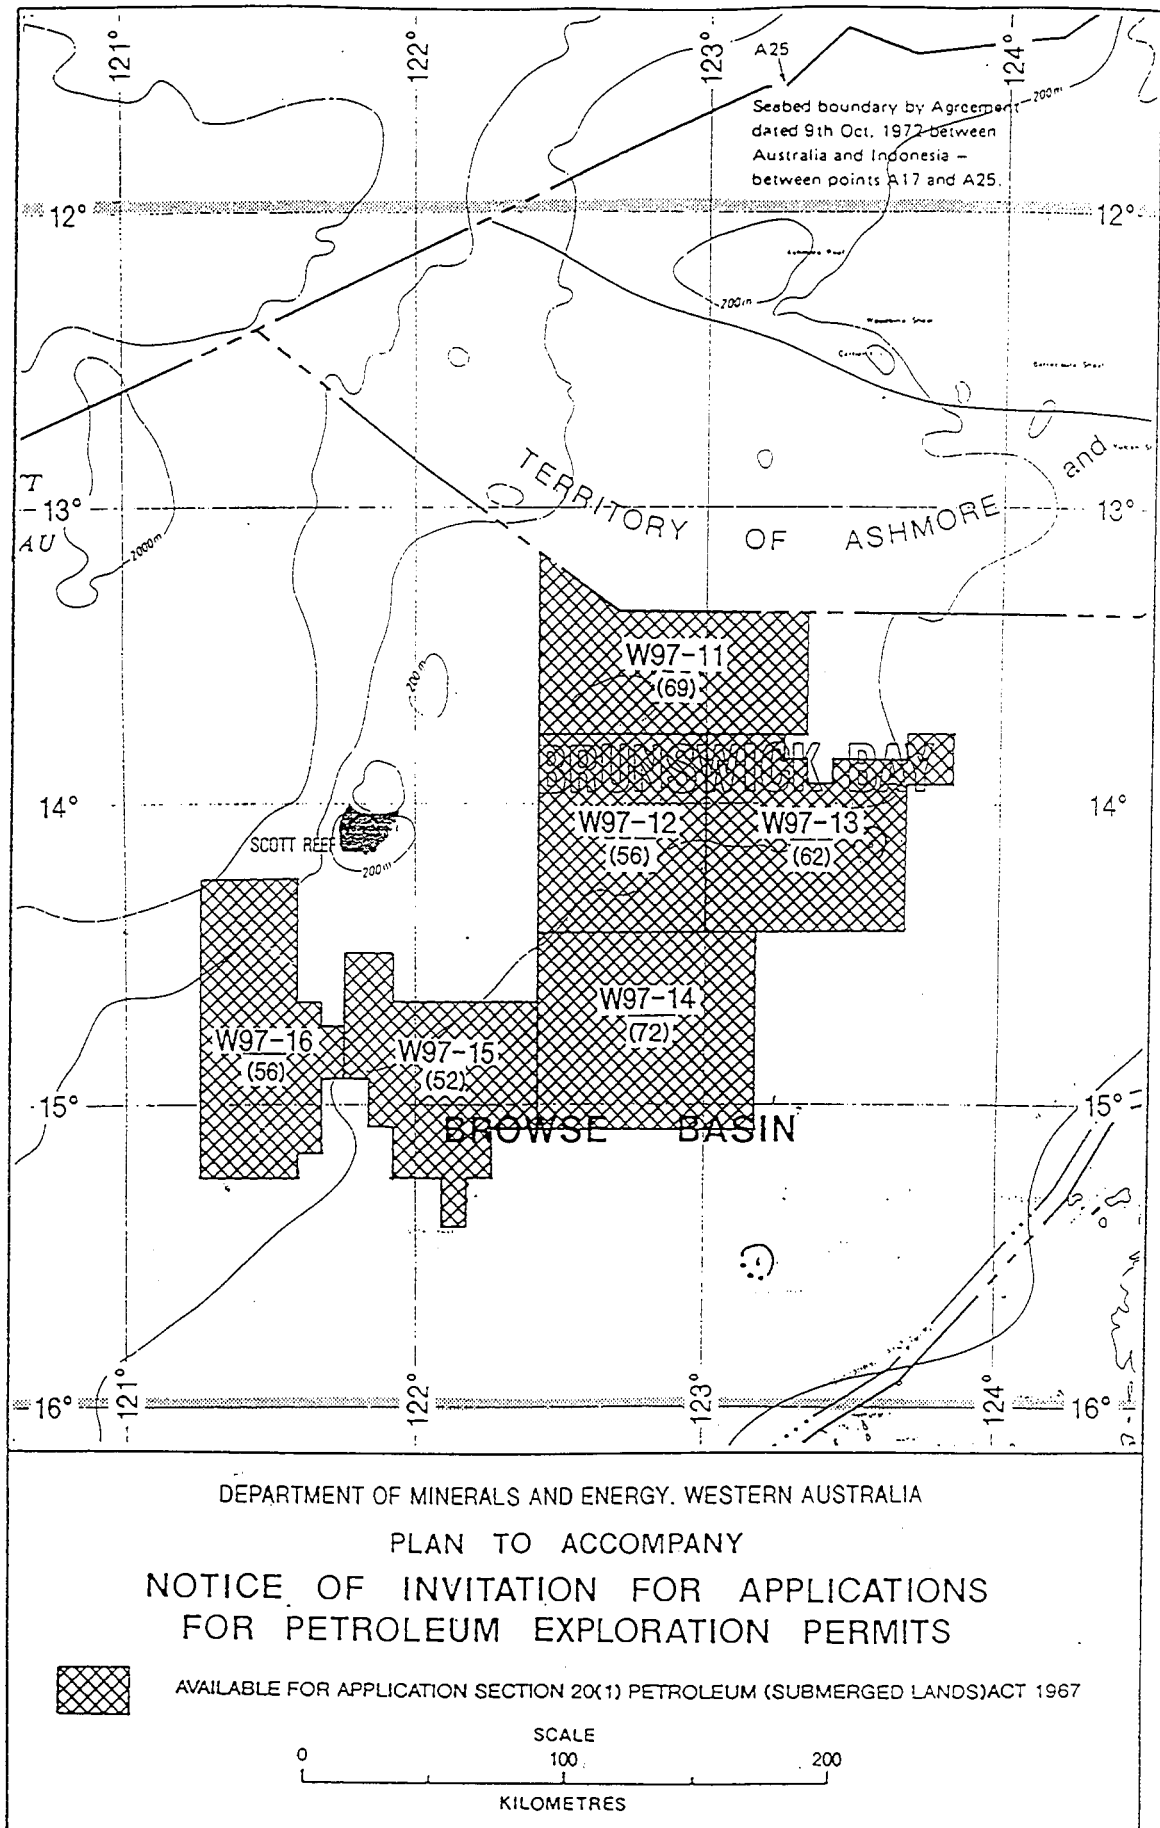 121°
122°
123°
124°
A25
200m
Seabed boundary by Agreement
dated 9th Oct, 1972 between
Australia and Indonesia –
between points A17 and A25.
12°
12°
Ashmore Reef
200m
TERRITORY OF ASHMORE and
T
13°
13°
AU
2000m
W97-11
(69)
200m
BRUNSWICK BAY
14°
14°
W97-12
(56)
W97-13
(62)
SCOTT REEF
200m
W97-14
(72)
W97-16
(56)
W97-15
(52)
15°
15°
BROWSE BASIN
16°
121°
122°
123°
124°
16°
DEPARTMENT OF MINERALS AND ENERGY. WESTERN AUSTRALIA
PLAN TO ACCOMPANY
NOTICE OF INVITATION FOR APPLICATIONS
FOR PETROLEUM EXPLORATION PERMITS
AVAILABLE FOR APPLICATION SECTION 20(1) PETROLEUM (SUBMERGED LANDS)ACT 1967
SCALE
0 100 200
KILOMETRES